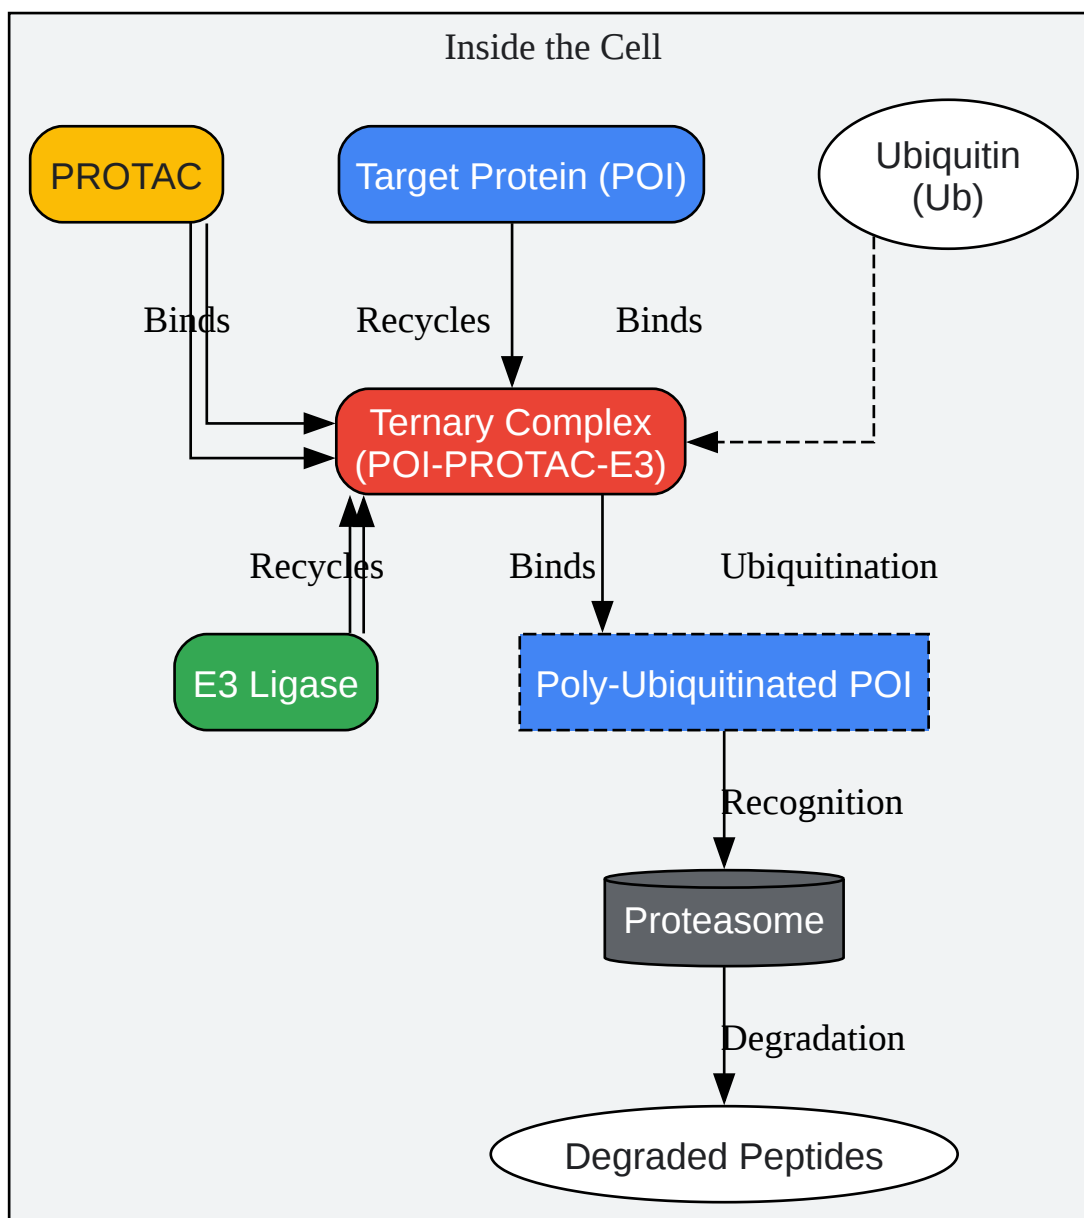 Inside the Cell
PROTAC
Target Protein (POI)
Ubiquitin
(Ub)
Binds
Recycles
Binds
Ternary Complex
(POI-PROTAC-E3)
Recycles
Binds
Ubiquitination
E3 Ligase
Poly-Ubiquitinated POI
Recognition
Proteasome
Degradation
Degraded Peptides